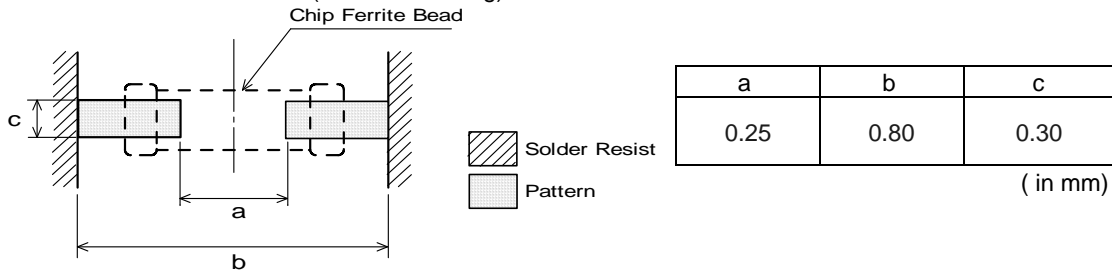 Chip Ferrite Bead
c
a
b
Solder Resist
Pattern
a b c
0.25 0.80 0.30
( in mm)